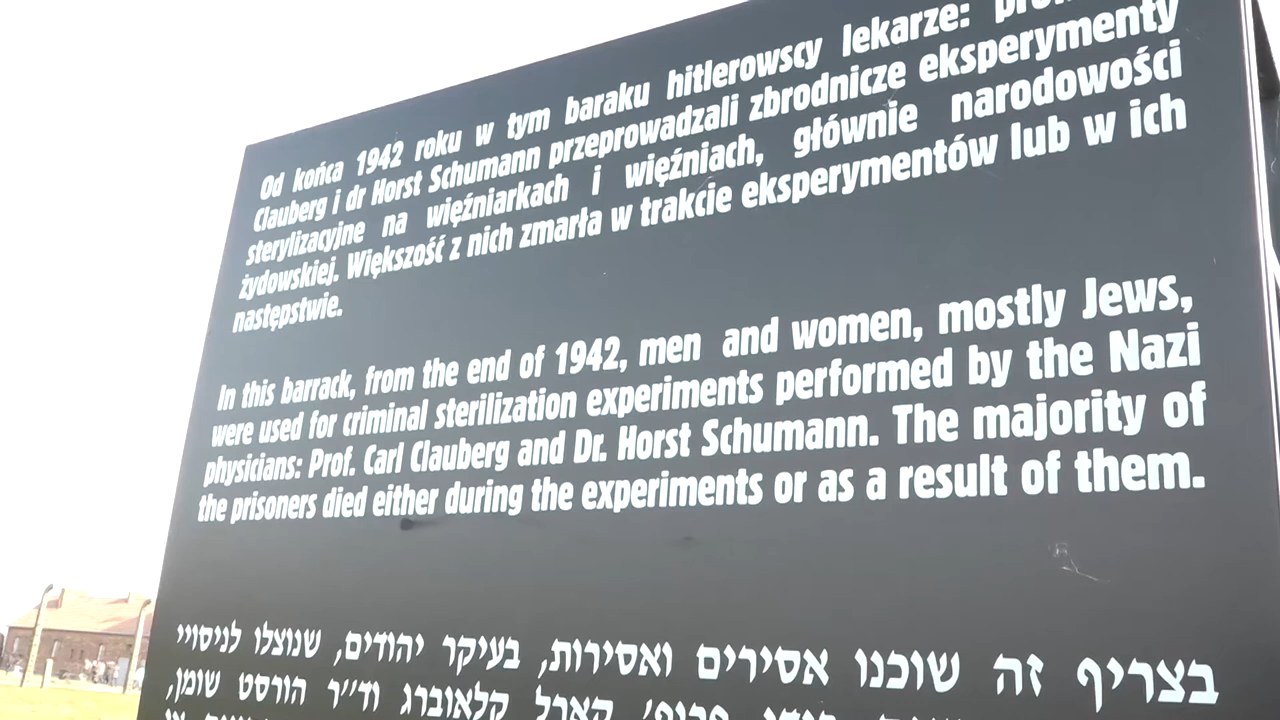 Od końca 1942 roku w tym baraku hitlerowscy lekarze:
Clauberg i dr Horst Schumann przeprowadzali zbrodnicze eksperymenty
sterylizacyjne na więźniarkach i więźniach, głównie narodowości
żydowskiej. Większość z nich zmarła w trakcie eksperymentów lub w ich
następstwie.
In this barrack, from the end of 1942, men and women, mostly Jews,
were used for criminal sterilization experiments performed by the Nazi
physicians: Prof. Carl Clauberg and Dr. Horst Schumann. The majority of
the prisoners died either during the experiments or as a result of them.
בצריף זה שוכנו אסירים ואסירות, בעיקר יהודים, שנוצלו לניסויי
פרופ' קארל קלאוברג וד״ר הורסט שומן,